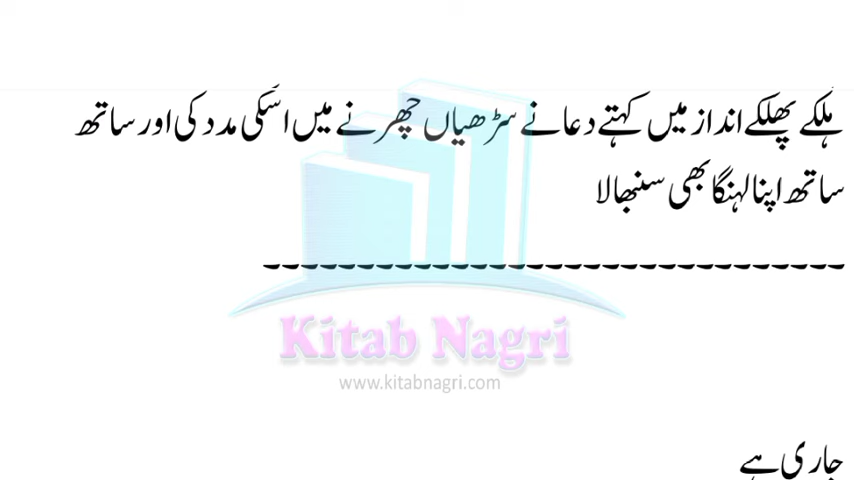 ہلکے پھلکے انداز میں کہتے دعا نے سڑھیاں چھرنے میں اسکی مدد کی اور ساتھ
ساتھ اپنا لہنگا بھی سنبھالا
-------------------------------
Kitab Nagri
www.kitabnagri.com
جاری ہے